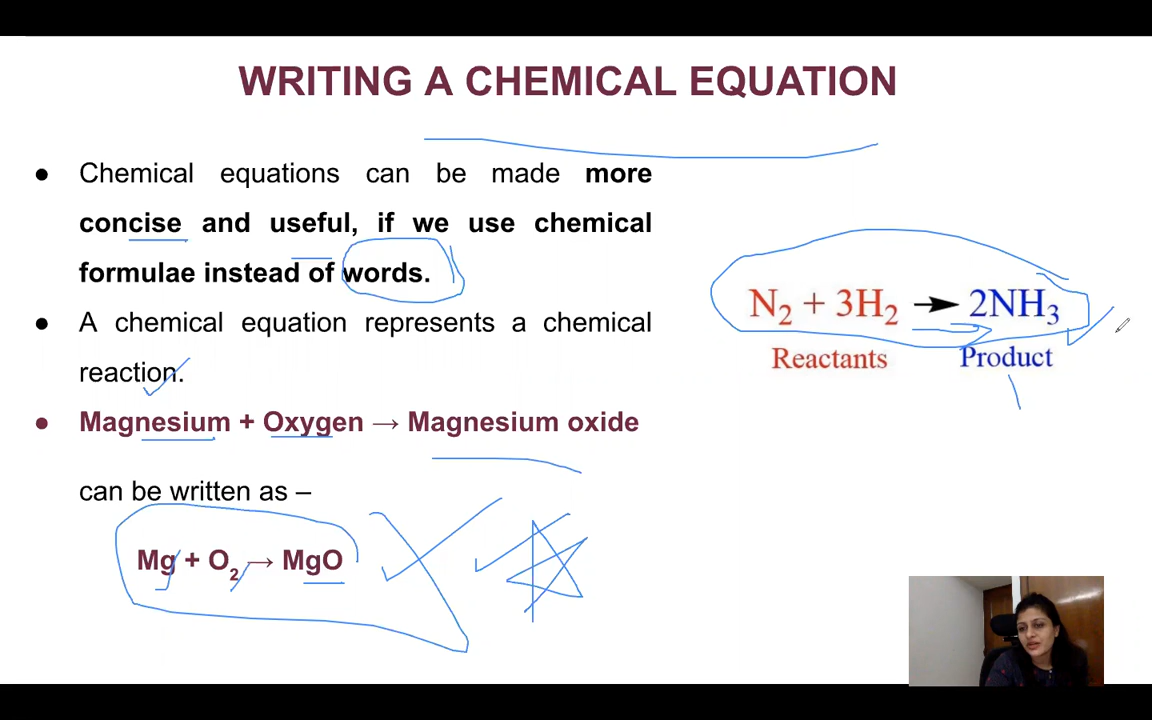 WRITING A CHEMICAL EQUATION
● Chemical equations can be made more
concise and useful, if we use chemical
formulae instead of words.
● A chemical equation represents a chemical
reaction.
● Magnesium + Oxygen → Magnesium oxide
can be written as –
Mg + O₂ → MgO
N₂ + 3H₂ → 2NH₃
Reactants Product